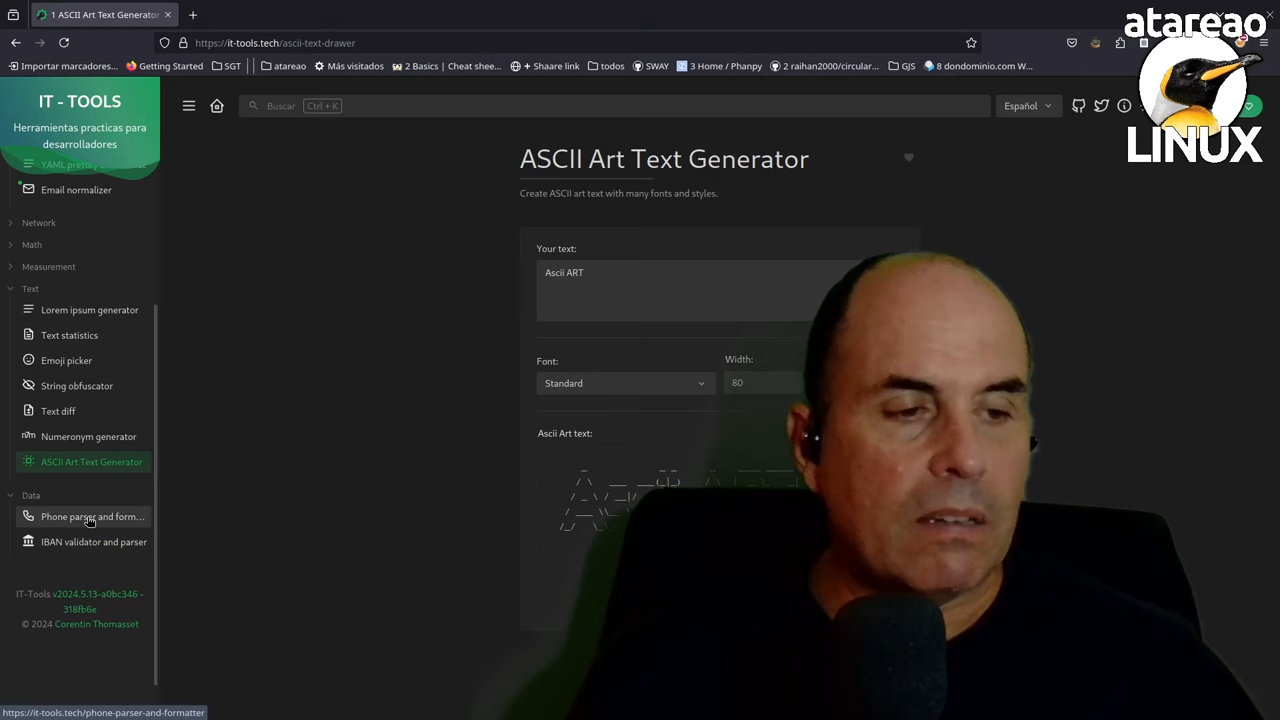 1 ASCII Art Text Generator
https://it-tools.tech/ascii-text-drawer
Importar marcadores...
Getting Started
SGT
atareao
Más visitados
2 Basics | Cheat shee...
+ Share link
todos
SWAY
3 Home / Phanpy
2 raihan2000/circular...
GJS
8 dondominio.com W...
atareao
LINUX
IT - TOOLS
Herramientas practicas para
desarrolladores
Buscar
Ctrl + K
Español
Email normalizer
Network
Math
Measurement
Text
Lorem ipsum generator
Text statistics
Emoji picker
String obfuscator
Text diff
Numeronym generator
ASCII Art Text Generator
Data
Phone parser and form...
IBAN validator and parser
IT-Tools v2024.5.13-a0bc346 -
318fb6e
© 2024 Corentin Thomasset
ASCII Art Text Generator
Create ASCII art text with many fonts and styles.
Your text:
Ascii ART
Font:
Width:
Standard
80
Ascii Art text:
https://it-tools.tech/phone-parser-and-formatter